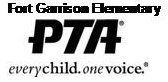 Fort Garrison Elementary
PTA
everychild.onevoice.®